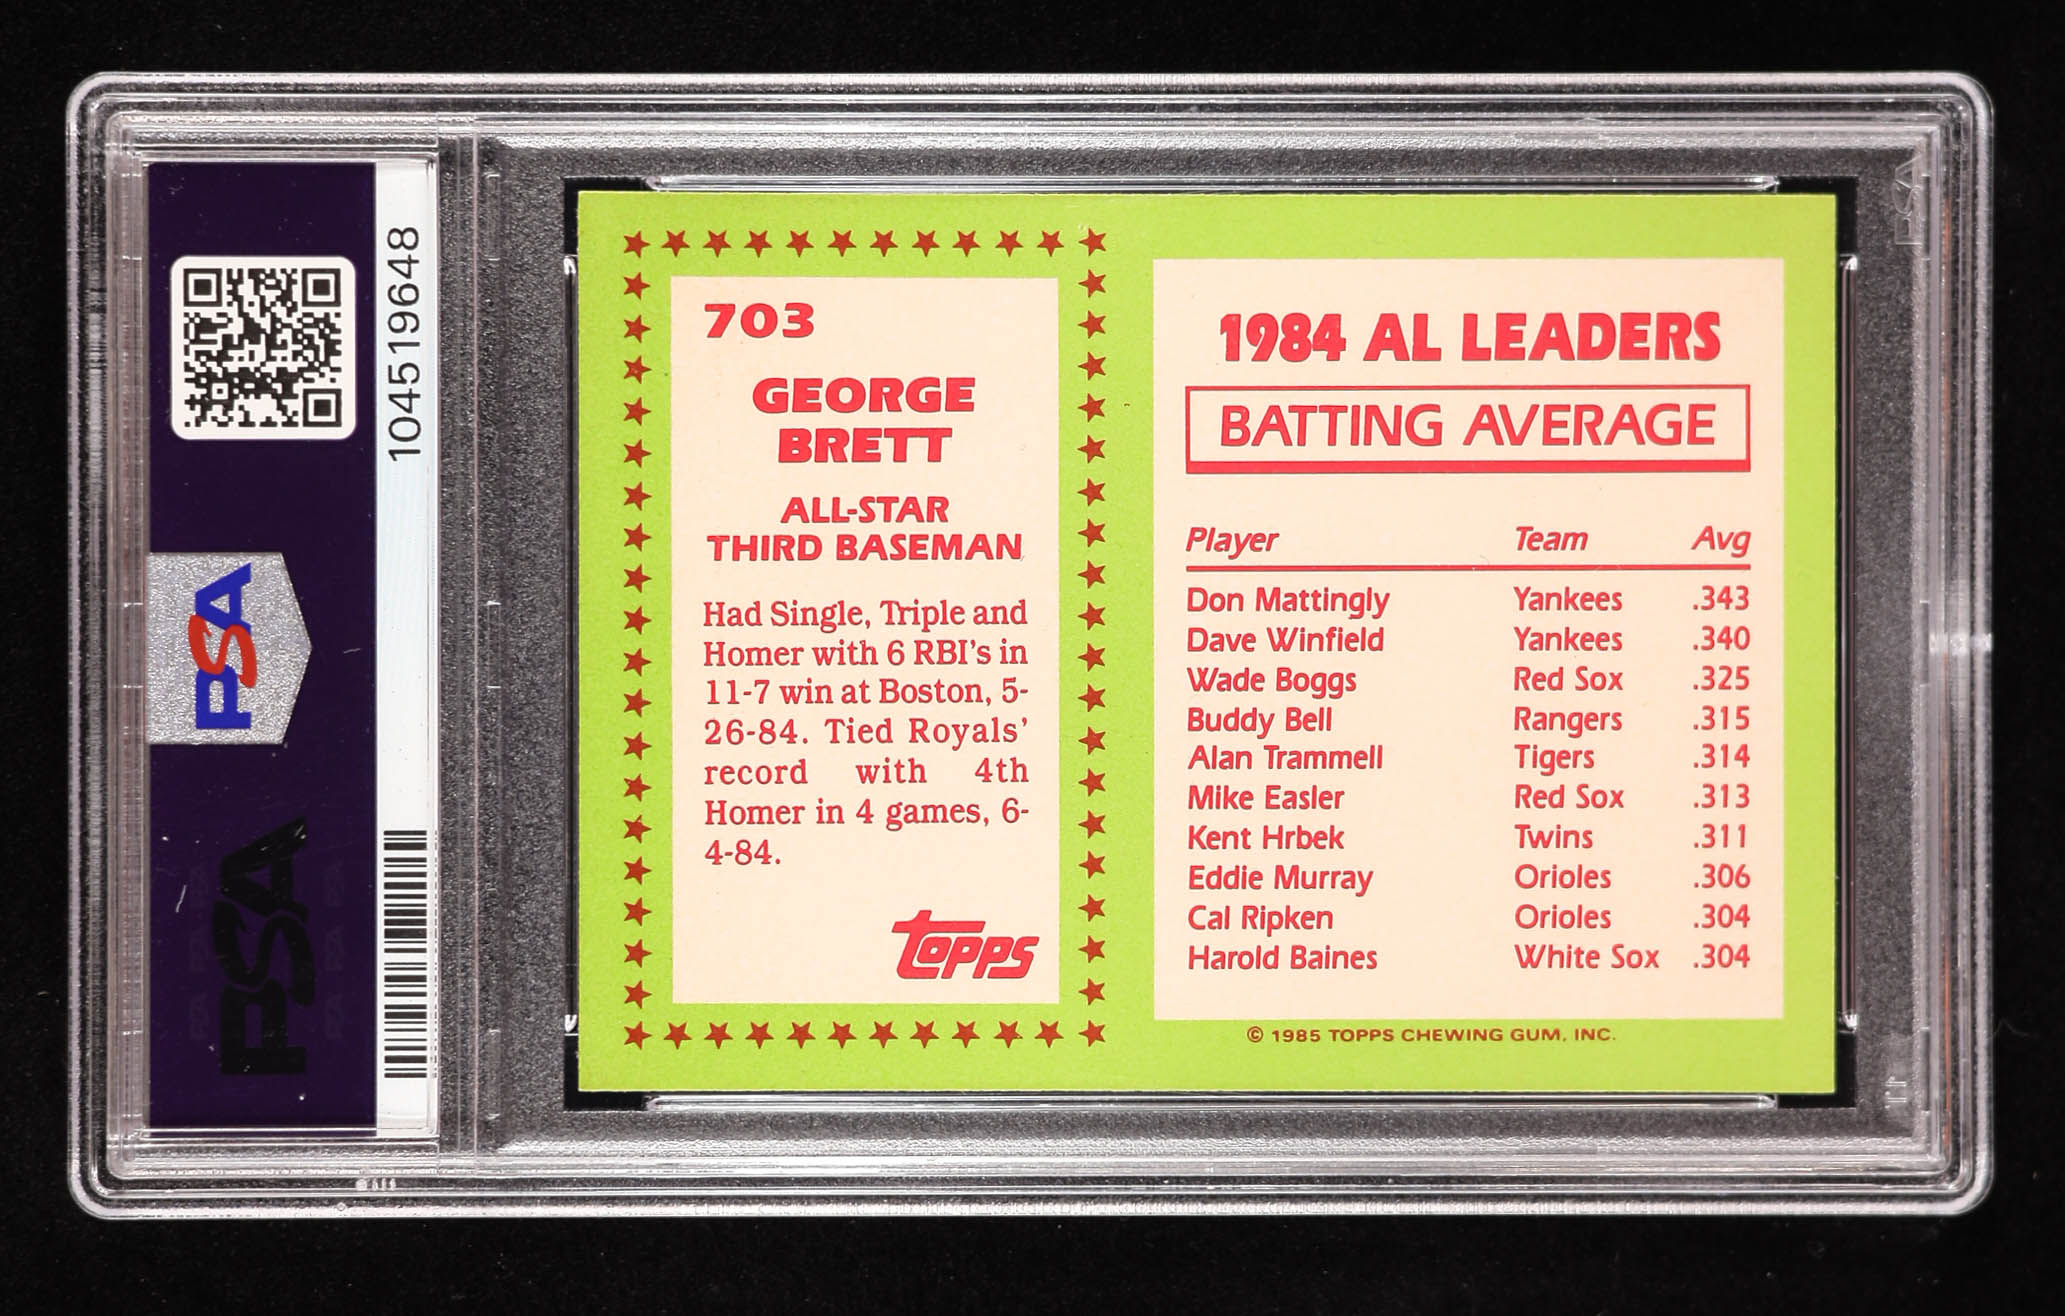 104519648
PSA
PSA
703
GEORGE
BRETT
ALL-STAR
THIRD BASEMAN
Had Single, Triple and
Homer with 6 RBI's in
11-7 win at Boston, 5-
26-84. Tied Royals'
record with 4th
Homer in 4 games, 6-
4-84.
TOPPS
1984 AL LEADERS
BATTING AVERAGE
Player Team Avg
Don Mattingly Yankees .343
Dave Winfield Yankees .340
Wade Boggs Red Sox .325
Buddy Bell Rangers .315
Alan Trammell Tigers .314
Mike Easler Red Sox .313
Kent Hrbek Twins .311
Eddie Murray Orioles .306
Cal Ripken Orioles .304
Harold Baines White Sox .304
© 1985 TOPPS CHEWING GUM, INC.
PSA